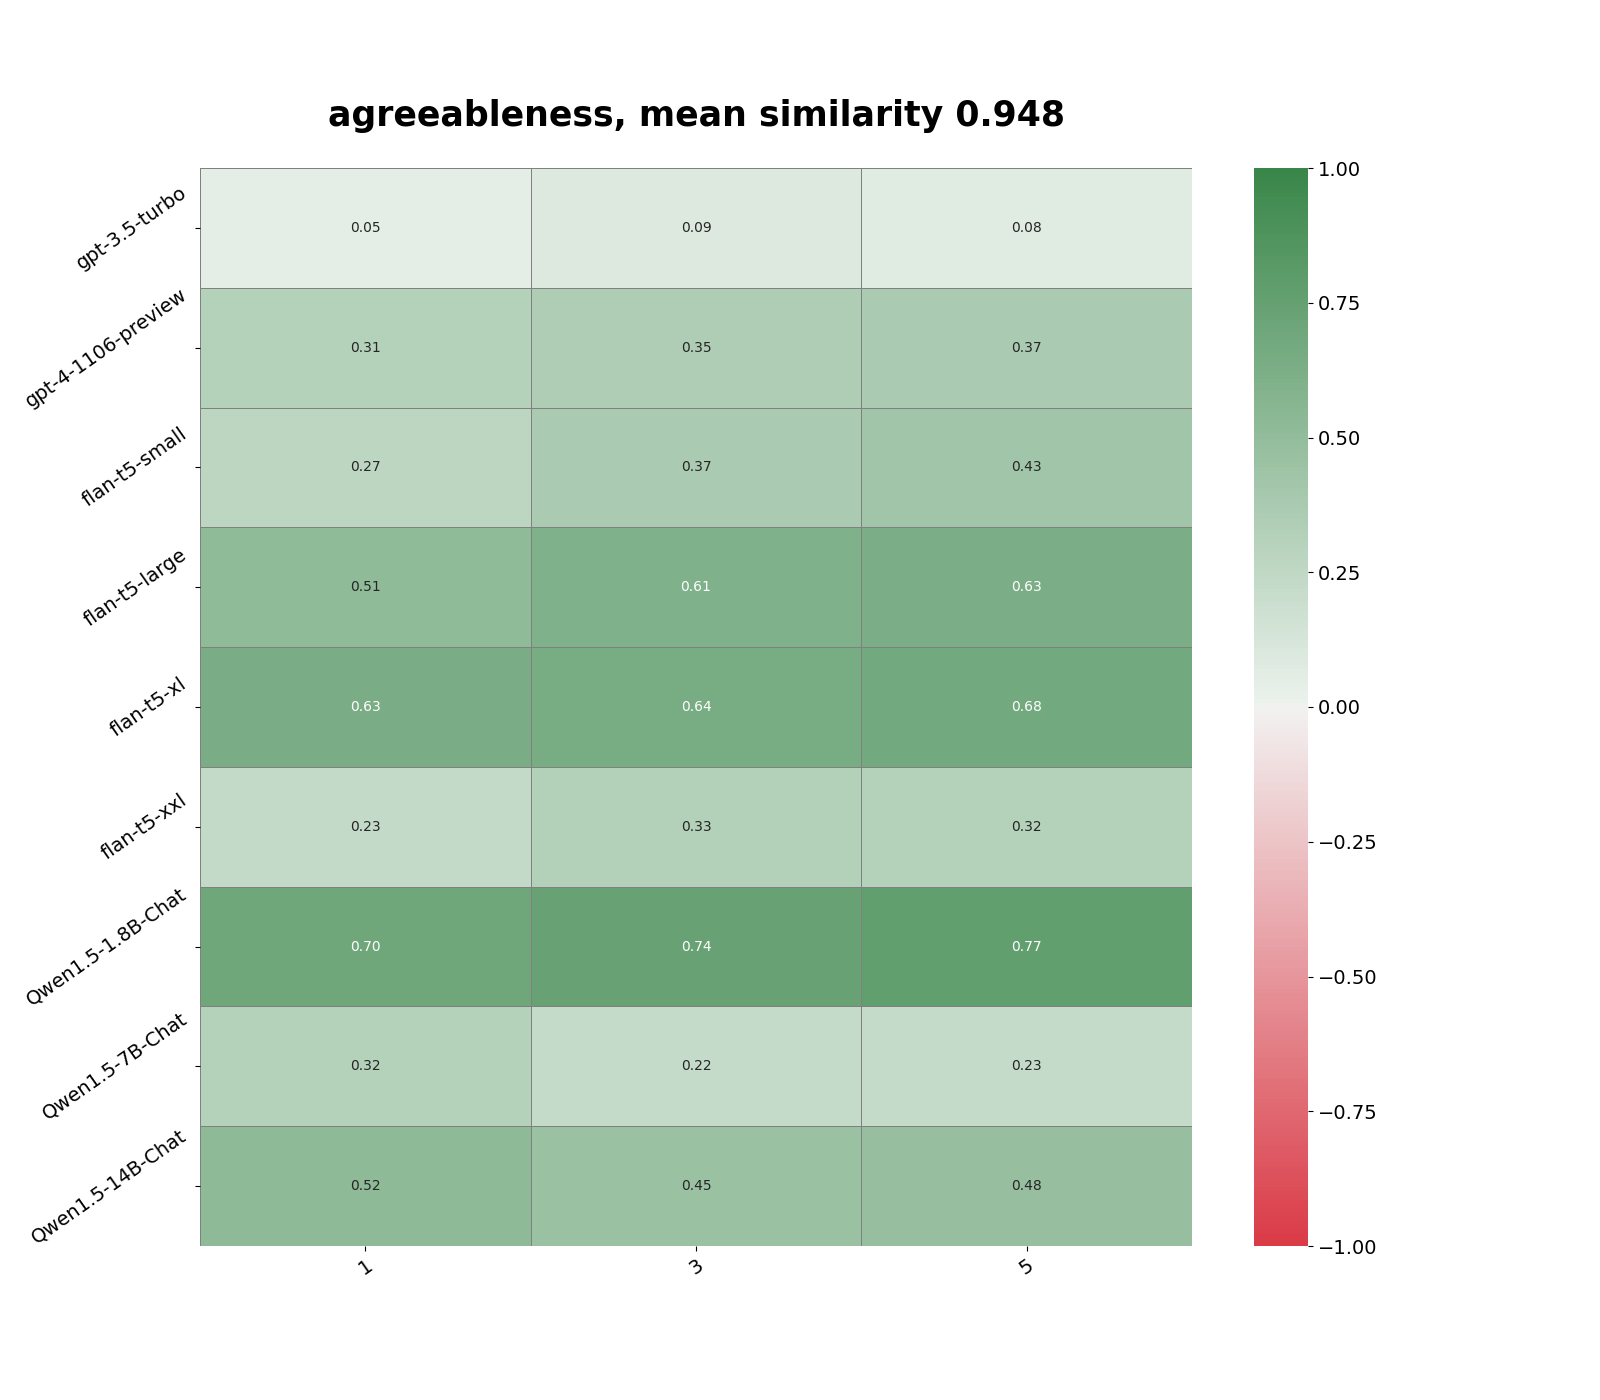 agreeableness, mean similarity 0.948
gpt-3.5-turbo 0.05 0.09 0.08
gpt-4-1106-preview 0.31 0.35 0.37
flan-t5-small 0.27 0.37 0.43
flan-t5-large 0.51 0.61 0.63
flan-t5-xl 0.63 0.64 0.68
flan-t5-xxl 0.23 0.33 0.32
Qwen1.5-1.8B-Chat 0.70 0.74 0.77
Qwen1.5-7B-Chat 0.32 0.22 0.23
Qwen1.5-14B-Chat 0.52 0.45 0.48
1 3 5
1.00
0.75
0.50
0.25
0.00
−0.25
−0.50
−0.75
−1.00